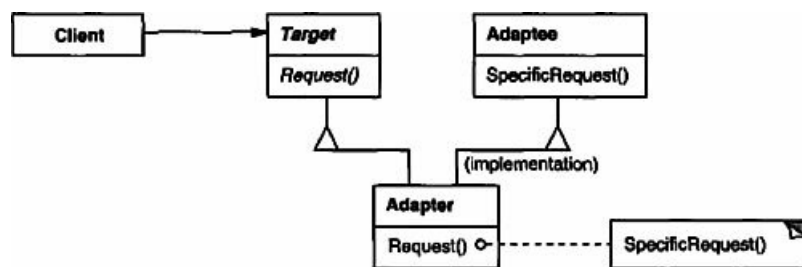 Client
Target
Request()
Adaptee
SpecificRequest()
(implementation)
Adapter
Request()
SpecificRequest()